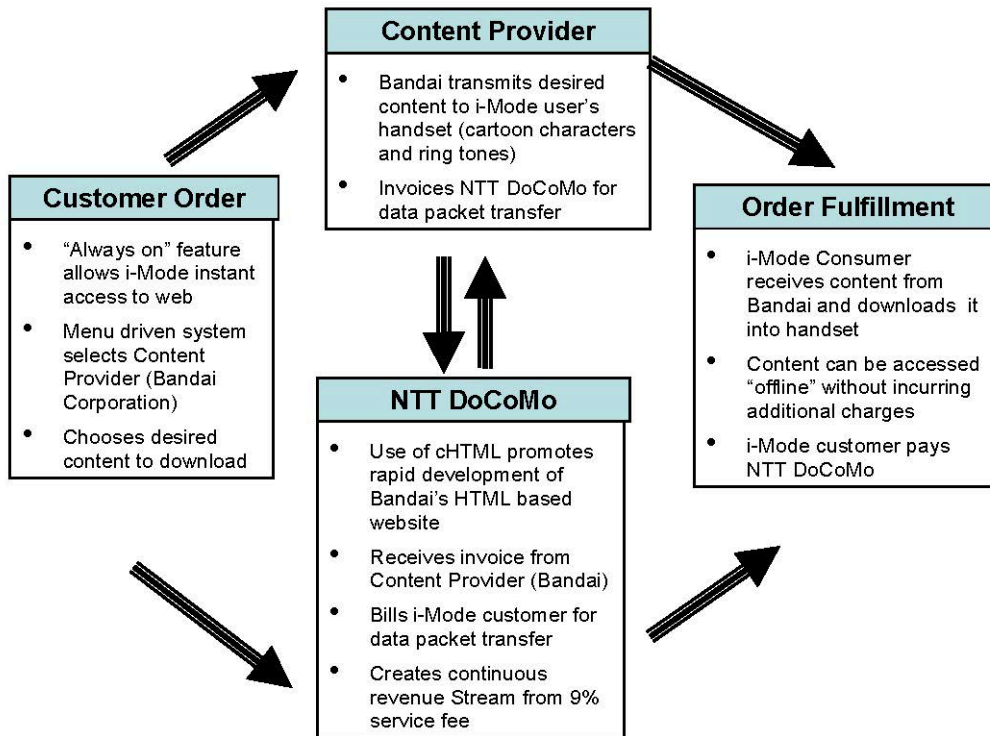 Content Provider
• Bandai transmits desired
content to i-Mode user's
handset (cartoon characters
and ring tones)
• Invoices NTT DoCoMo for
data packet transfer
Customer Order
• “Always on” feature
allows i-Mode instant
access to web
• Menu driven system
selects Content
Provider (Bandai
Corporation)
• Chooses desired
content to download
Order Fulfillment
• i-Mode Consumer
receives content from
Bandai and downloads it
into handset
• Content can be accessed
“offline” without incurring
additional charges
• i-Mode customer pays
NTT DoCoMo
NTT DoCoMo
• Use of cHTML promotes
rapid development of
Bandai's HTML based
website
• Receives invoice from
Content Provider (Bandai)
• Bills i-Mode customer for
data packet transfer
• Creates continuous
revenue Stream from 9%
service fee